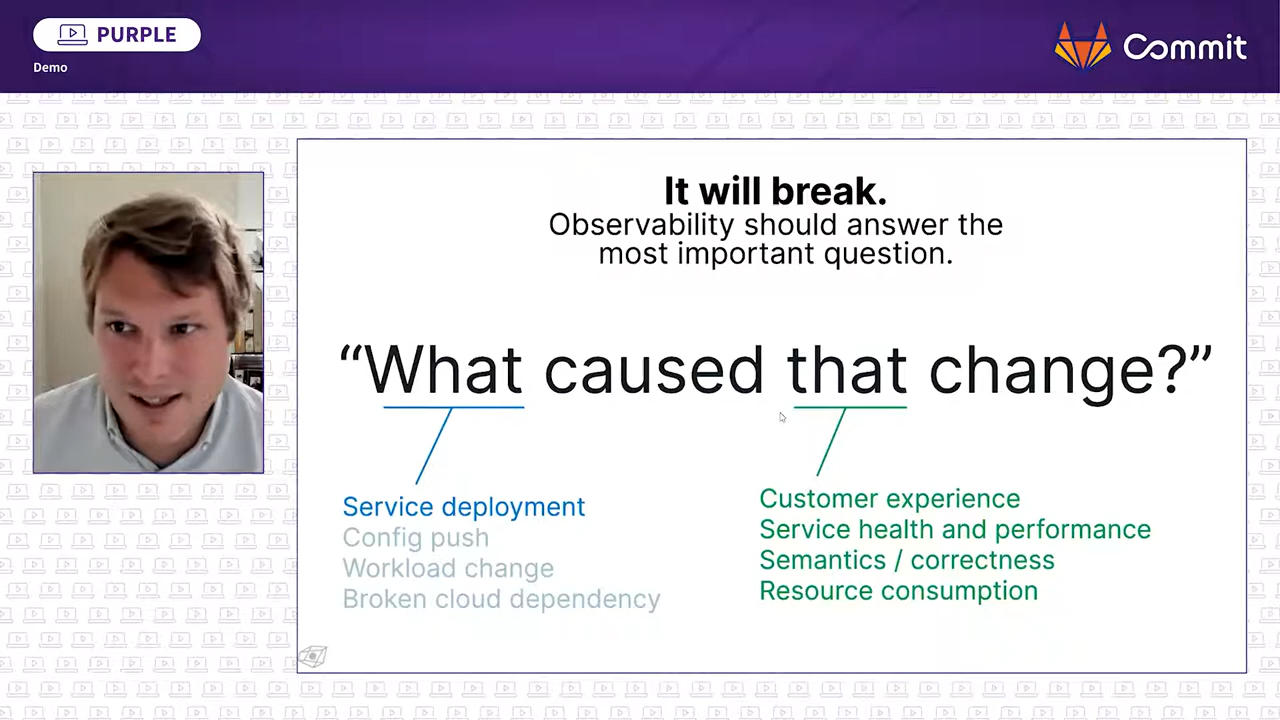 PURPLE
Demo
Commit
It will break.
Observability should answer the
most important question.
“What caused that change?”
Service deployment
Config push
Workload change
Broken cloud dependency
Customer experience
Service health and performance
Semantics / correctness
Resource consumption